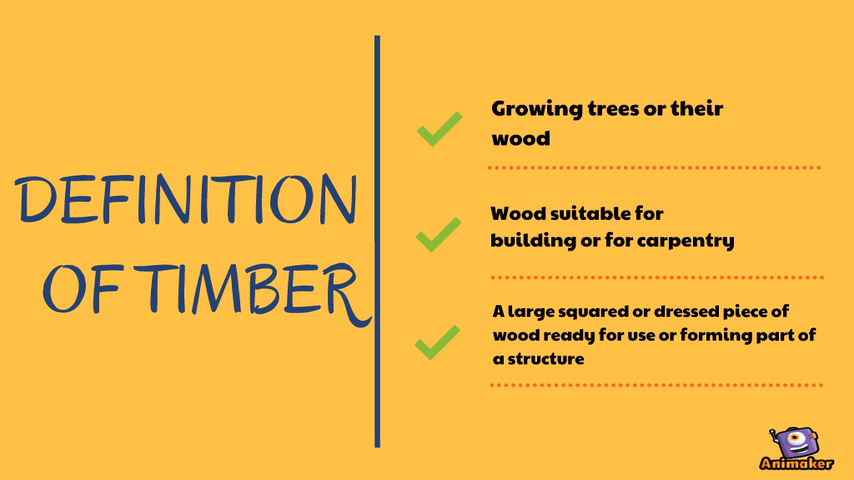 DEFINITION
OF TIMBER
Growing trees or their
wood
Wood suitable for
building or for carpentry
A large squared or dressed piece of
wood ready for use or forming part of
a structure
Animaker